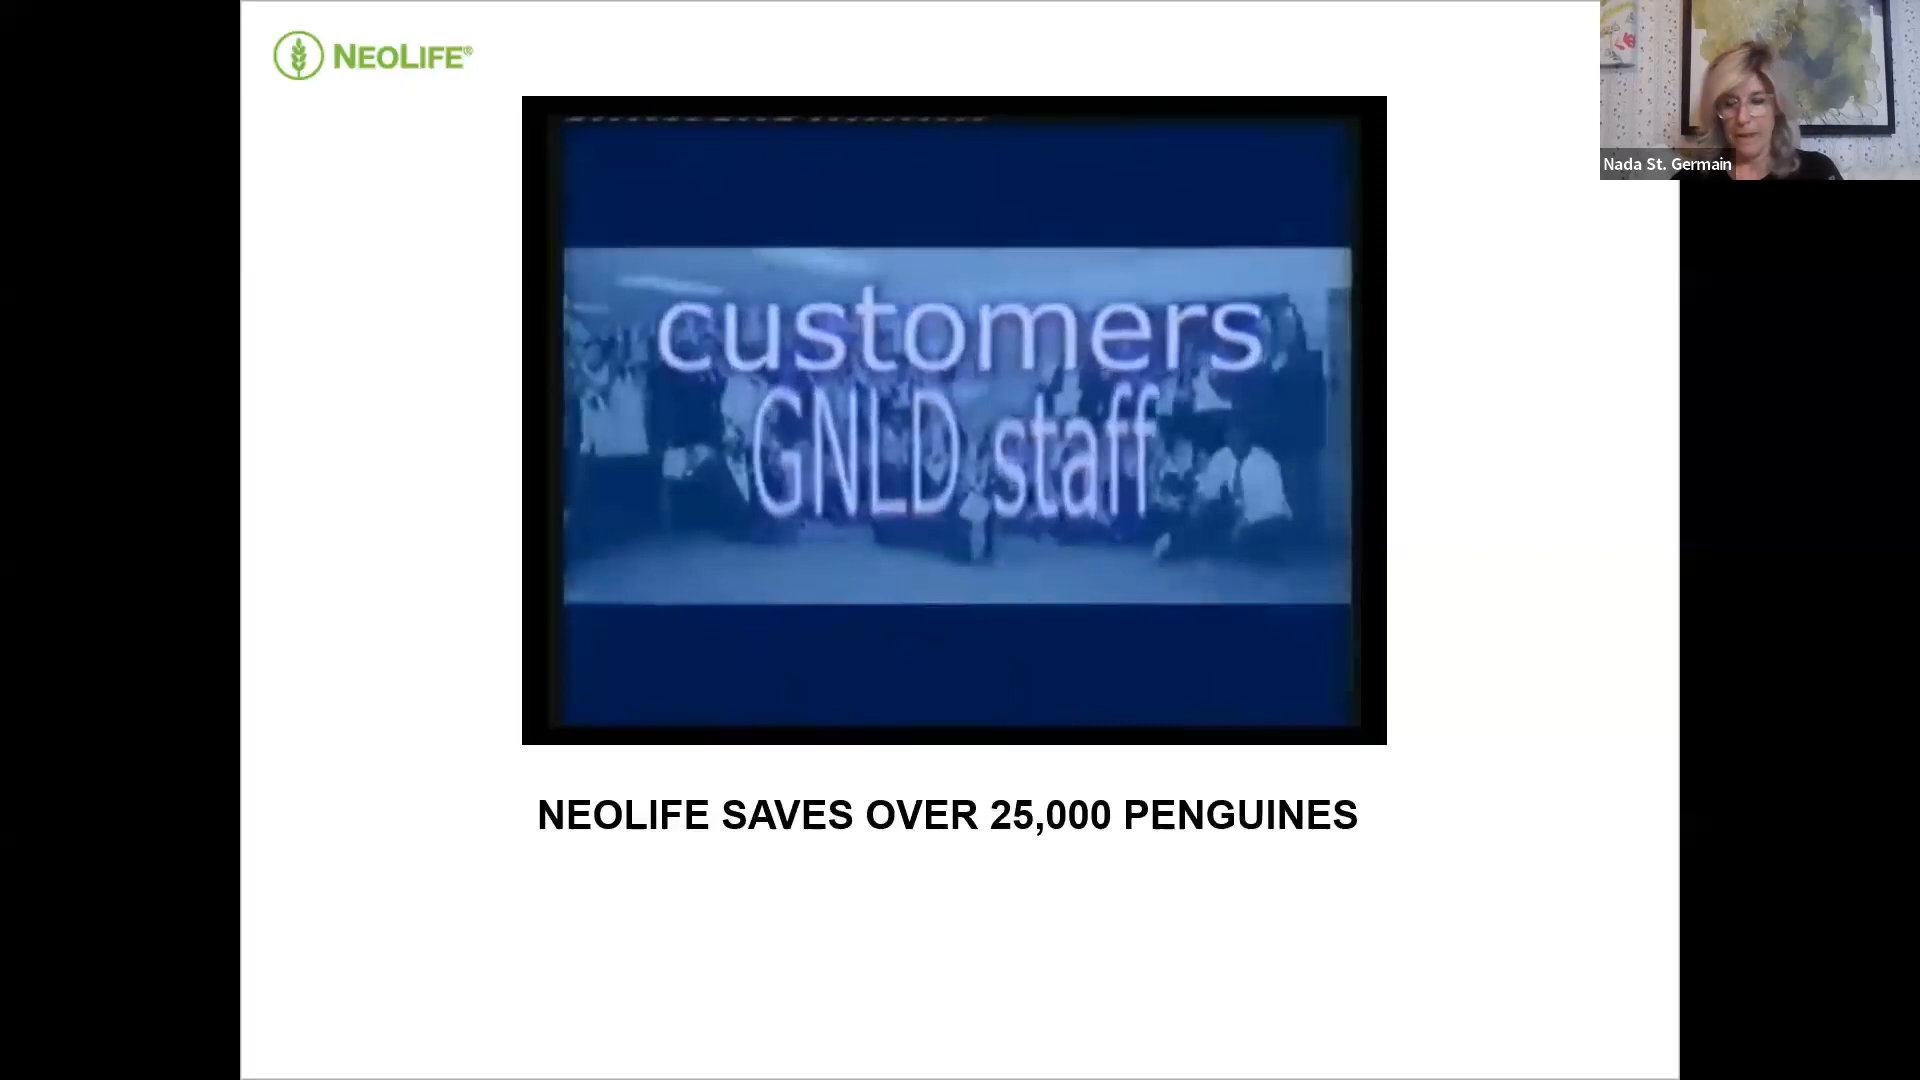 NEOLIFE®
Nada St. Germain
customers
GNLD staff
NEOLIFE SAVES OVER 25,000 PENGUINES